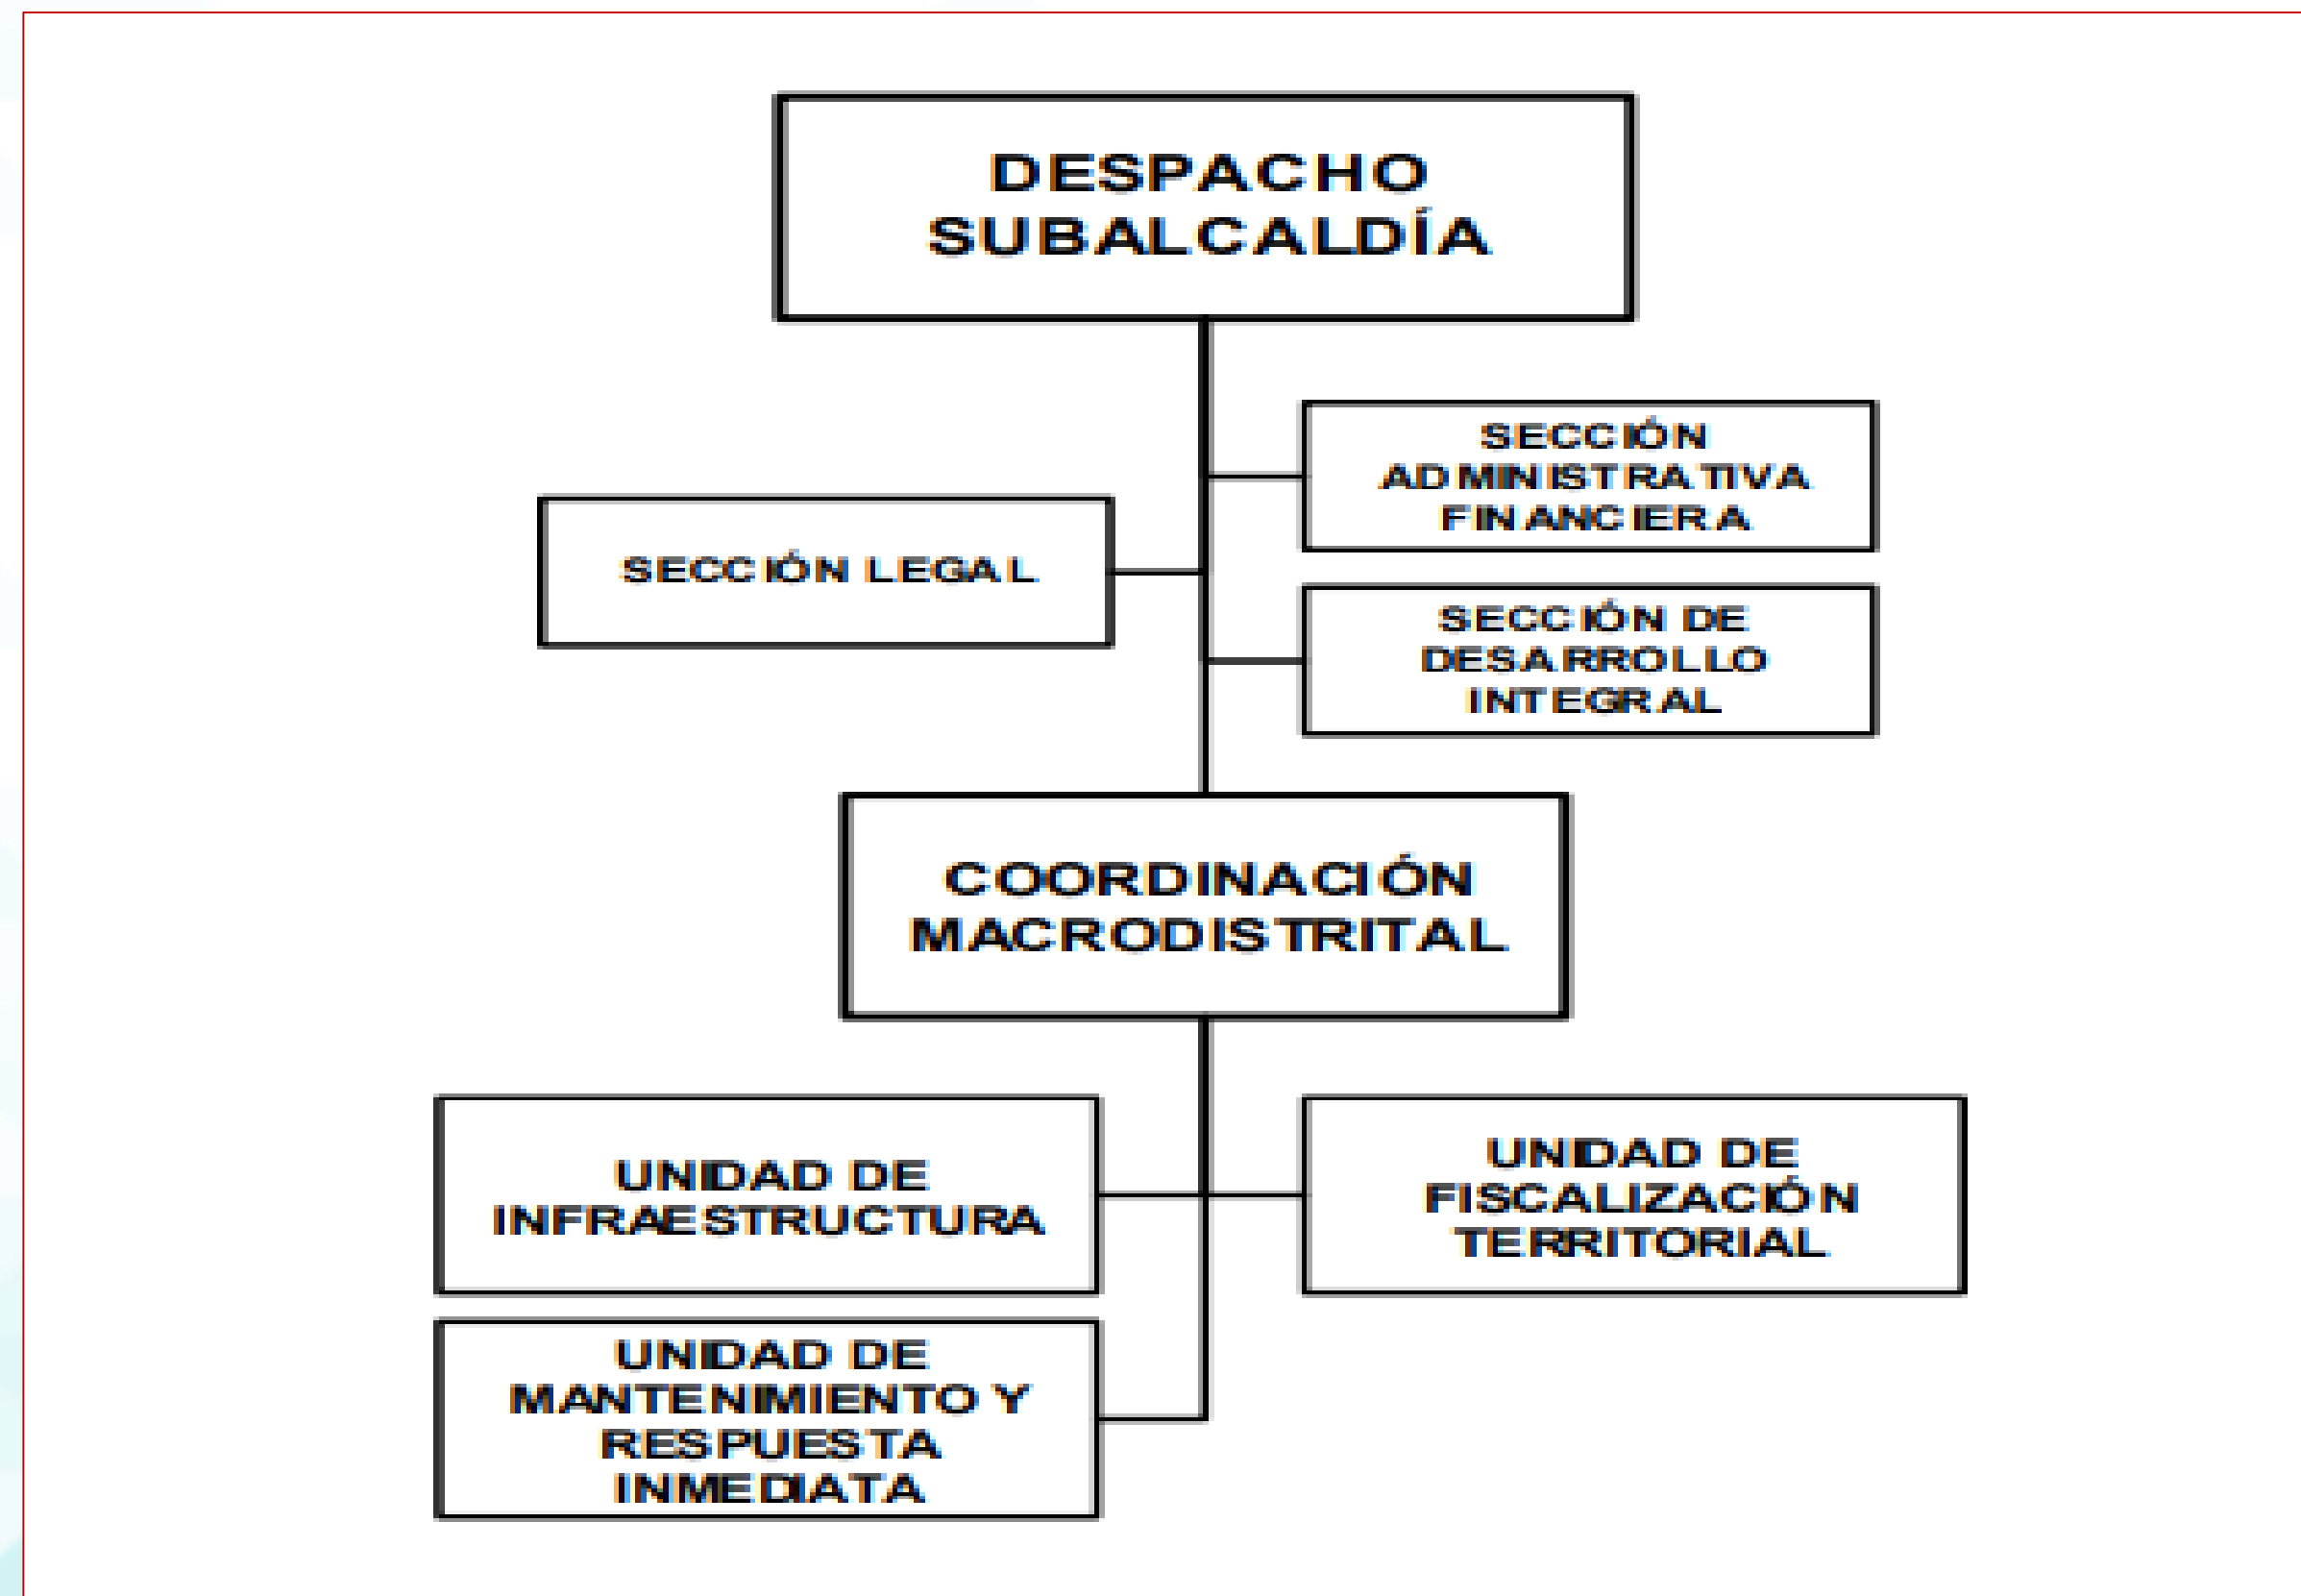 DESPACHO
SUBALCALDÍA
SECCIÓN
ADMINISTRATIVA
FINANCIERA
SECCIÓN LEGAL
SECCIÓN DE
DESARROLLO
INTEGRAL
COORDINACIÓN
MACRODISTRITAL
UNIDAD DE
INFRAESTRUCTURA
UNIDAD DE
FISCALIZACIÓN
TERRITORIAL
UNIDAD DE
MANTENIMIENTO Y
RESPUESTA
INMEDIATA